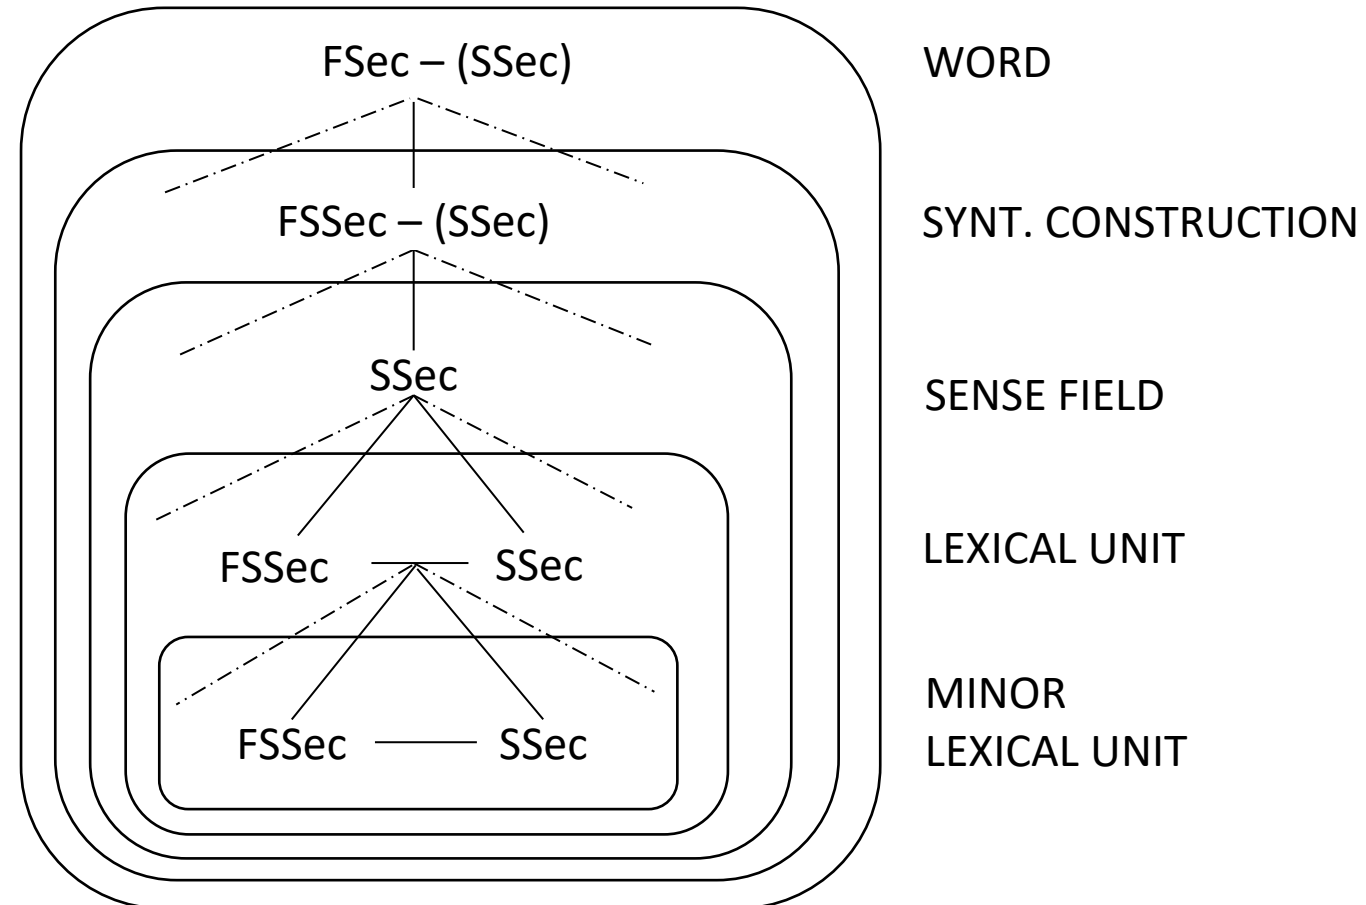 FSec – (SSec) WORD
FSSec – (SSec) SYNT. CONSTRUCTION
SSec SENSE FIELD
FSSec SSec LEXICAL UNIT
FSSec SSec MINOR
LEXICAL UNIT